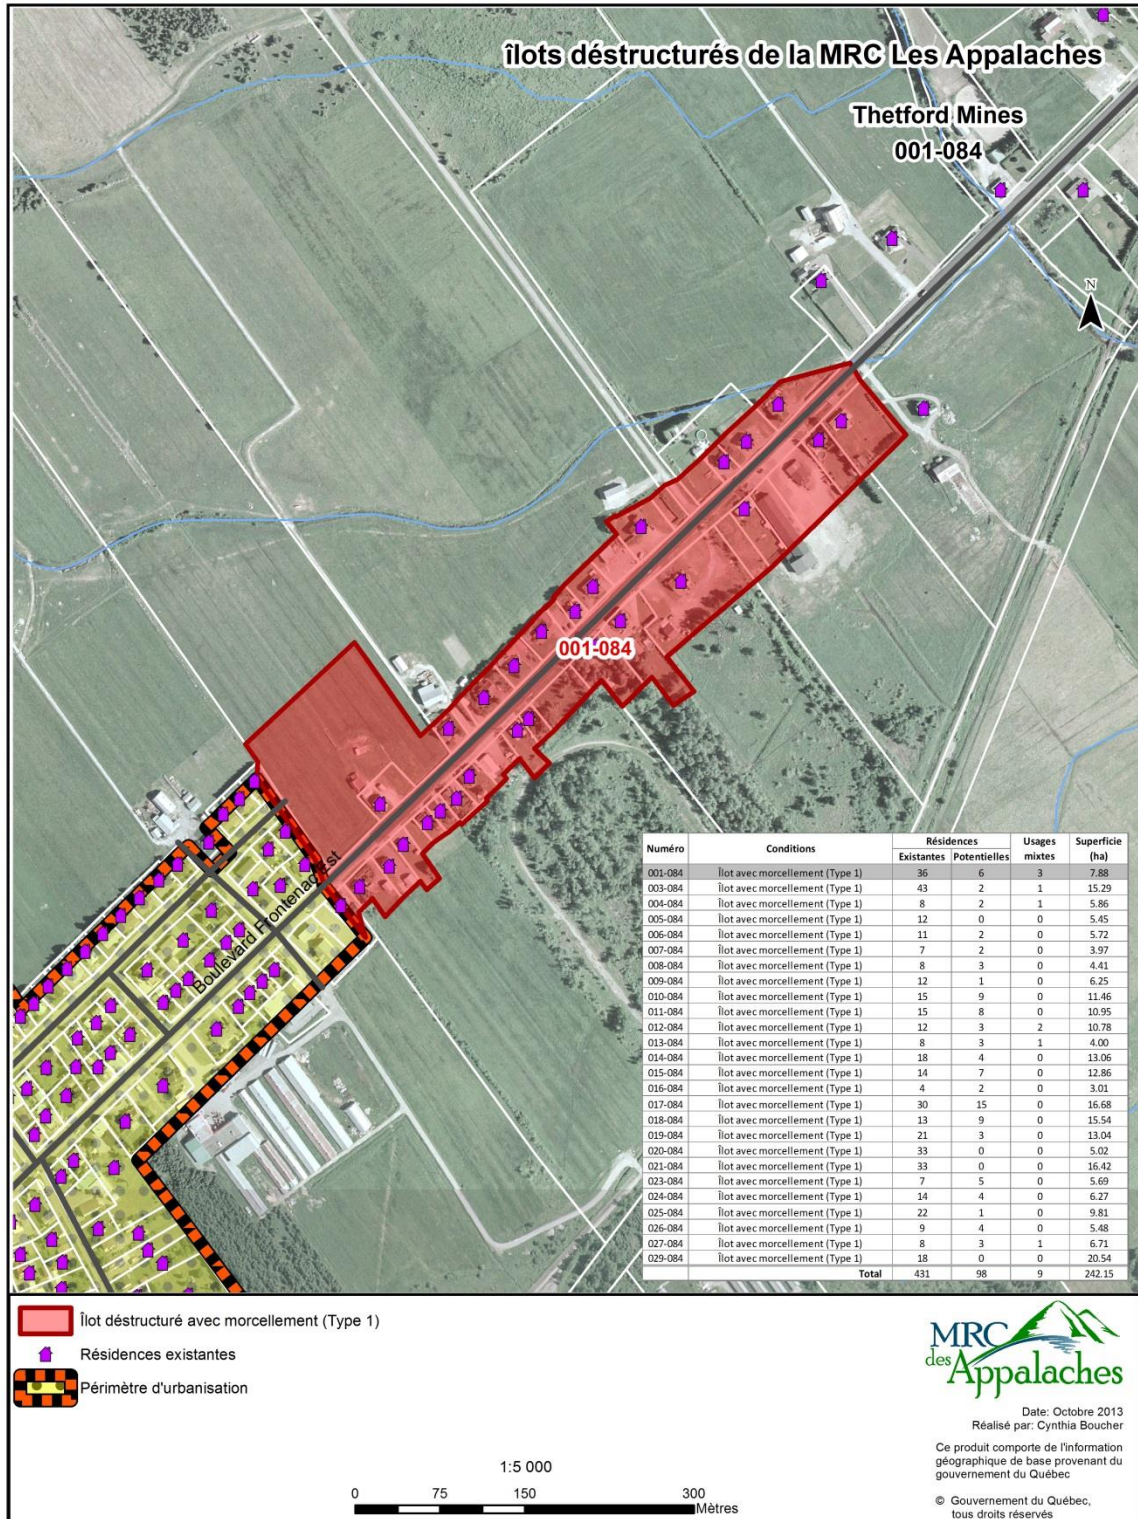 îlots déstructurés de la MRC Les Appalaches
Thetford Mines
001-084
N
001-084
Boulevard Frontenac Est
Numéro Conditions Résidences Usages mixtes Superficie (ha)
Existantes Potentielles
001-084 Îlot avec morcellement (Type 1) 36 6 3 7.88
003-084 Îlot avec morcellement (Type 1) 43 2 1 15.29
004-084 Îlot avec morcellement (Type 1) 8 2 1 5.86
005-084 Îlot avec morcellement (Type 1) 12 0 0 5.45
006-084 Îlot avec morcellement (Type 1) 11 2 0 5.72
007-084 Îlot avec morcellement (Type 1) 7 2 0 3.97
008-084 Îlot avec morcellement (Type 1) 8 3 0 4.41
009-084 Îlot avec morcellement (Type 1) 12 1 0 6.25
010-084 Îlot avec morcellement (Type 1) 15 9 0 11.46
011-084 Îlot avec morcellement (Type 1) 15 8 0 10.95
012-084 Îlot avec morcellement (Type 1) 12 3 2 10.78
013-084 Îlot avec morcellement (Type 1) 8 3 1 4.00
014-084 Îlot avec morcellement (Type 1) 18 4 0 13.06
015-084 Îlot avec morcellement (Type 1) 14 7 0 12.86
016-084 Îlot avec morcellement (Type 1) 4 2 0 3.01
017-084 Îlot avec morcellement (Type 1) 30 15 0 16.68
018-084 Îlot avec morcellement (Type 1) 13 9 0 15.54
019-084 Îlot avec morcellement (Type 1) 21 3 0 13.04
020-084 Îlot avec morcellement (Type 1) 33 0 0 5.02
021-084 Îlot avec morcellement (Type 1) 33 0 0 16.42
023-084 Îlot avec morcellement (Type 1) 7 5 0 5.69
024-084 Îlot avec morcellement (Type 1) 14 4 0 6.27
025-084 Îlot avec morcellement (Type 1) 22 1 0 9.81
026-084 Îlot avec morcellement (Type 1) 9 4 0 5.48
027-084 Îlot avec morcellement (Type 1) 8 3 1 6.71
029-084 Îlot avec morcellement (Type 1) 18 0 0 20.54
Total 431 98 9 242.15
Îlot déstructuré avec morcellement (Type 1)
Résidences existantes
Périmètre d'urbanisation
MRC
des Appalaches
Date: Octobre 2013
Réalisé par: Cynthia Boucher
Ce produit comporte de l'information
géographique de base provenant du
gouvernement du Québec
© Gouvernement du Québec,
tous droits réservés
1:5 000
0 75 150 300
Mètres